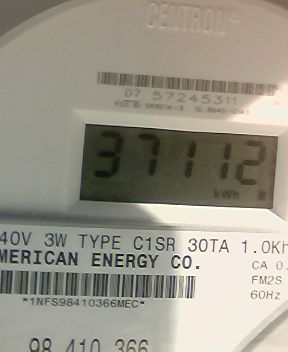 CENTRON®
07 57245311
37112
kWh
40V 3W TYPE C1SR 30TA 1.0Kh
MERICAN ENERGY CO.
CA 0.
*1NFS98410366MEC*
FM2S
60Hz
98 410 366